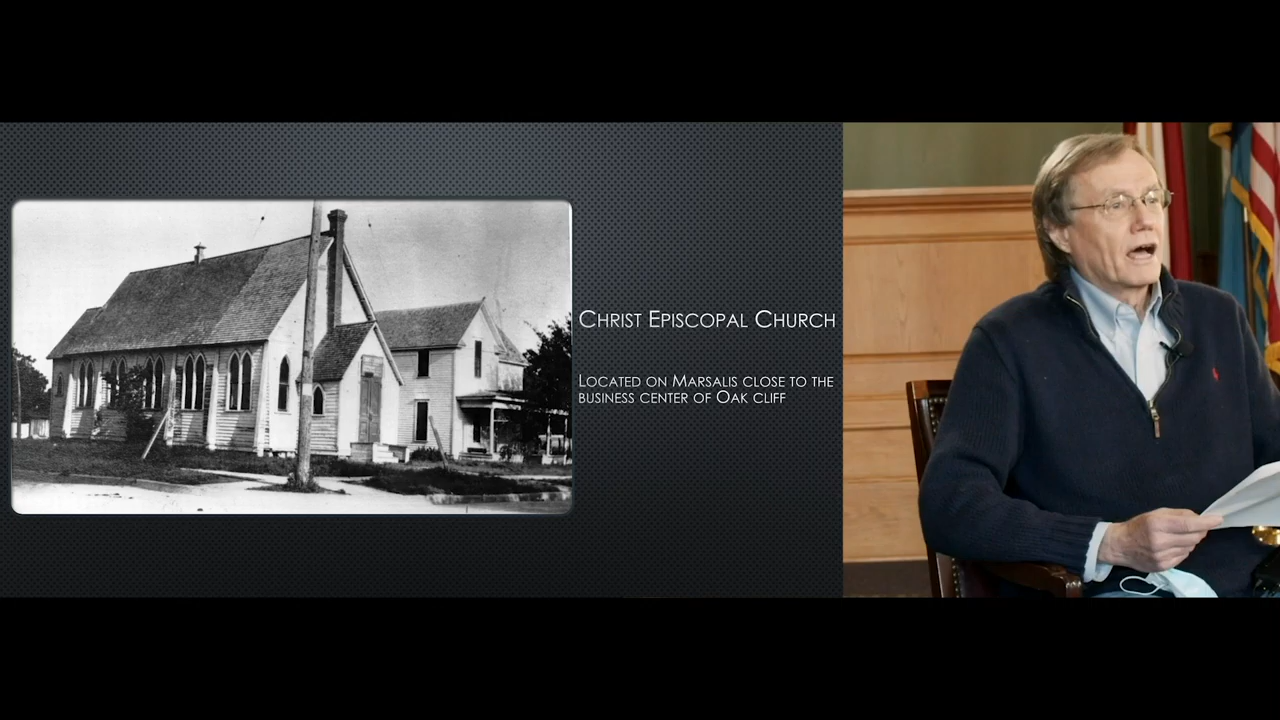 Christ Episcopal Church
Located on Marsalis close to the
business center of Oak cliff